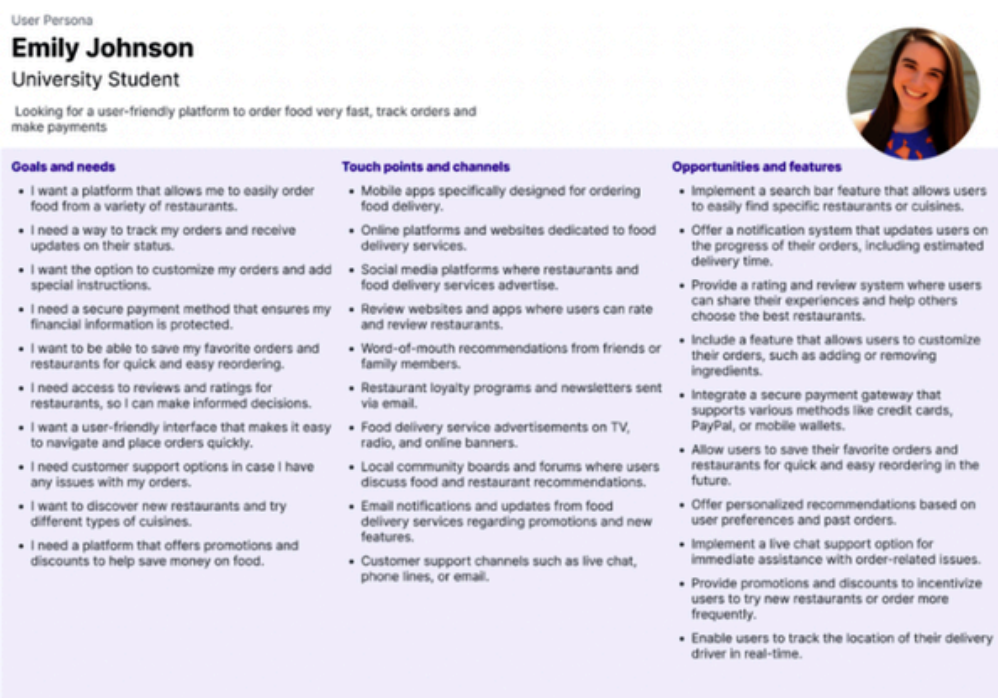 User Persona
Emily Johnson
University Student
Looking for a user-friendly platform to order food very fast, track orders and
make payments
Goals and needs
• I want a platform that allows me to easily order
food from a variety of restaurants.
• I need a way to track my orders and receive
updates on their status.
• I want the option to customize my orders and add
special instructions.
• I need a secure payment method that ensures my
financial information is protected.
• I want to be able to save my favorite orders and
restaurants for quick and easy reordering.
• I need access to reviews and ratings for
restaurants, so I can make informed decisions.
• I want a user-friendly interface that makes it easy
to navigate and place orders quickly.
• I need customer support options in case I have
any issues with my orders.
• I want to discover new restaurants and try
different types of cuisines.
• I need a platform that offers promotions and
discounts to help save money on food.
Touch points and channels
• Mobile apps specifically designed for ordering
food delivery.
• Online platforms and websites dedicated to food
delivery services.
• Social media platforms where restaurants and
food delivery services advertise.
• Review websites and apps where users can rate
and review restaurants.
• Word-of-mouth recommendations from friends or
family members.
• Restaurant loyalty programs and newsletters sent
via email.
• Food delivery service advertisements on TV,
radio, and online banners.
• Local community boards and forums where users
discuss food and restaurant recommendations.
• Email notifications and updates from food
delivery services regarding promotions and new
features.
• Customer support channels such as live chat,
phone lines, or email.
Opportunities and features
• Implement a search bar feature that allows users
to easily find specific restaurants or cuisines.
• Offer a notification system that updates users on
the progress of their orders, including estimated
delivery time.
• Provide a rating and review system where users
can share their experiences and help others
choose the best restaurants.
• Include a feature that allows users to customize
their orders, such as adding or removing
ingredients.
• Integrate a secure payment gateway that
supports various methods like credit cards,
PayPal, or mobile wallets.
• Allow users to save their favorite orders and
restaurants for quick and easy reordering in the
future.
• Offer personalized recommendations based on
user preferences and past orders.
• Implement a live chat support option for
immediate assistance with order-related issues.
• Provide promotions and discounts to incentivize
users to try new restaurants or order more
frequently.
• Enable users to track the location of their delivery
driver in real-time.